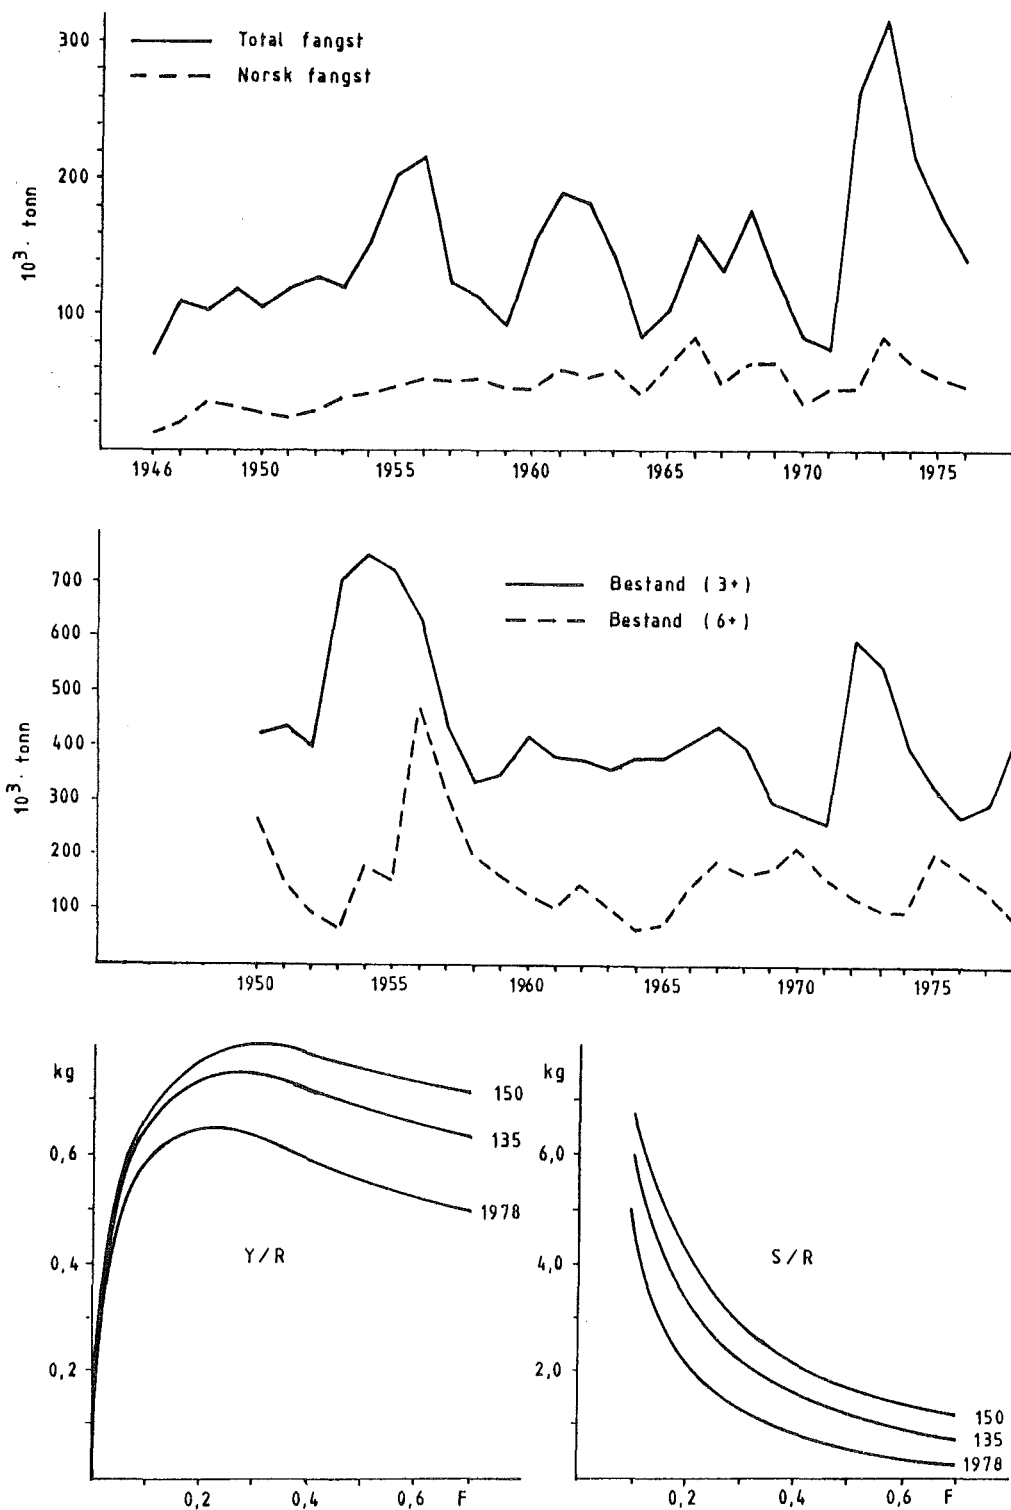 300
Total fangst
Norsk fangst
200
10³· tonn
100
1946 1950 1955 1960 1965 1970 1975
700
Bestand (3+)
600
Bestand (6+)
500
400
10³· tonn
300
200
100
1950 1955 1960 1965 1970 1975
kg
150
135
0,6
1978
Y/R
0,4
0,2
0,2 0,4 0,6 F
kg
6,0
S/R
4,0
2,0
150
135
1978
0,2 0,4 0,6 F